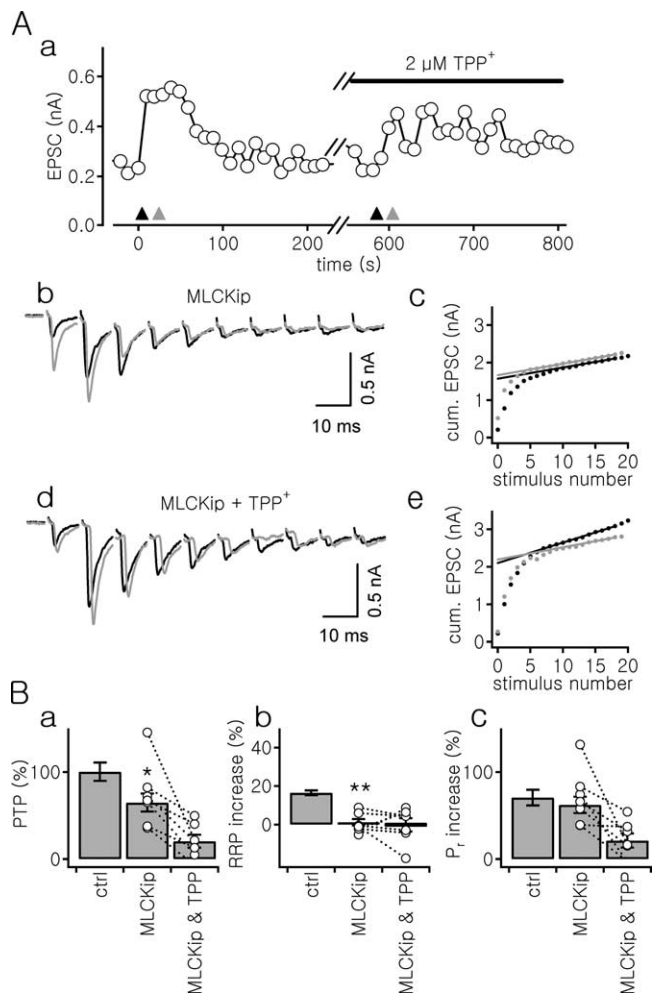 A
a
2 µM TPP+
EPSC (nA)
0.6
0.4
0.2
0.0
0 100 200 600 700 800
time (s)
b
MLCKip
0.5 nA
10 ms
c
cum. EPSC (nA)
3
2
1
0
0 5 10 15 20
stimulus number
d
MLCKip + TPP+
0.5 nA
10 ms
e
cum. EPSC (nA)
3
2
1
0
0 5 10 15 20
stimulus number
B
a
PTP (%)
100
0
*
ctrl
MLCKip
MLCKip & TPP
b
RRP increase (%)
40
20
0
**
ctrl
MLCKip
MLCKip & TPP
c
Pr increase (%)
100
0
ctrl
MLCKip
MLCKip & TPP